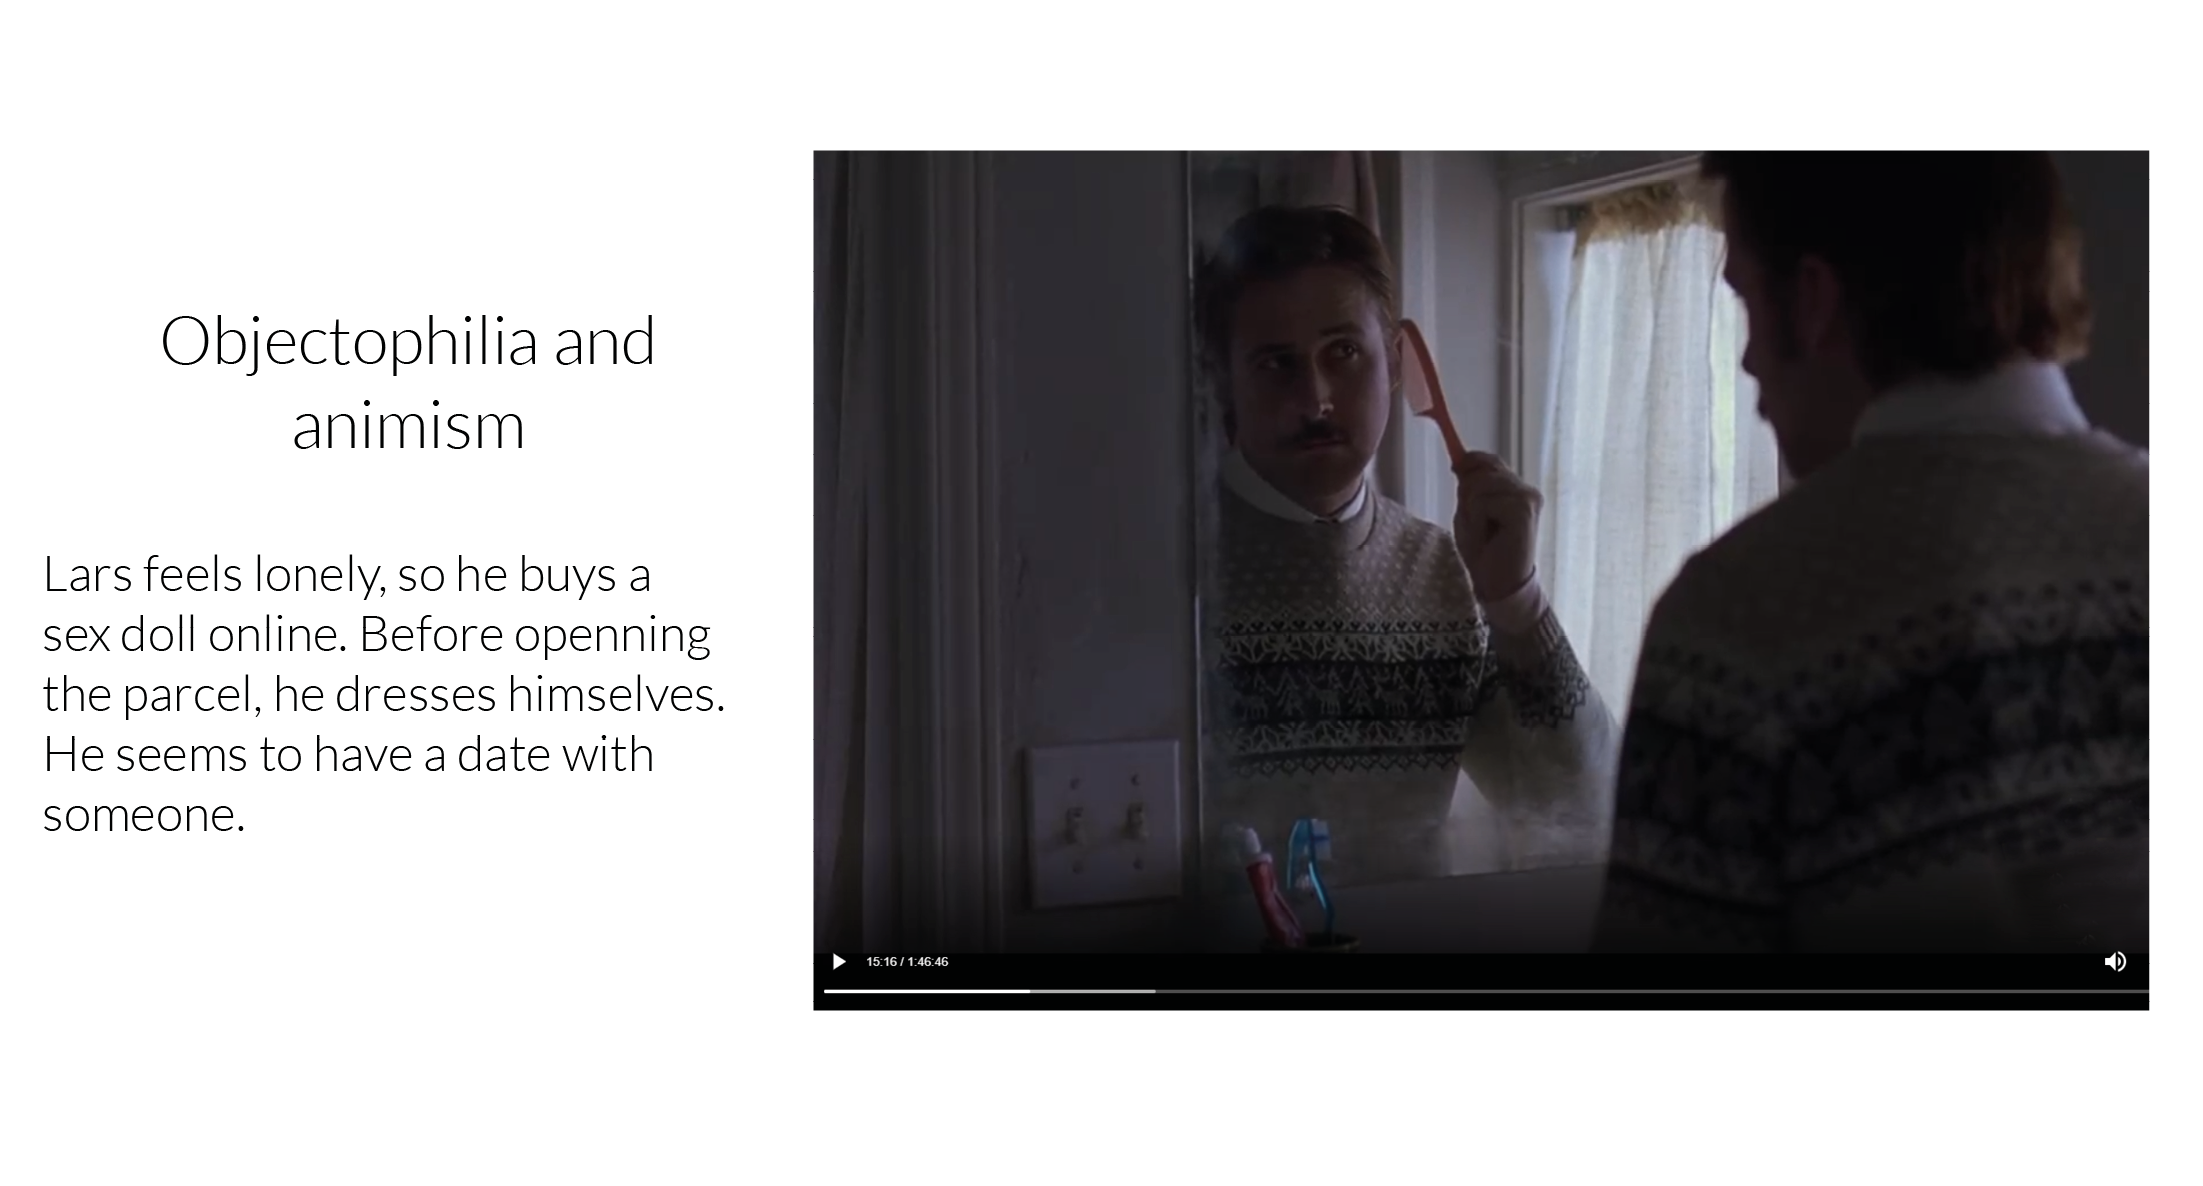 Objectophilia and
animism
Lars feels lonely, so he buys a
sex doll online. Before openning
the parcel, he dresses himselves.
He seems to have a date with
someone.
15:16 / 1:46:46